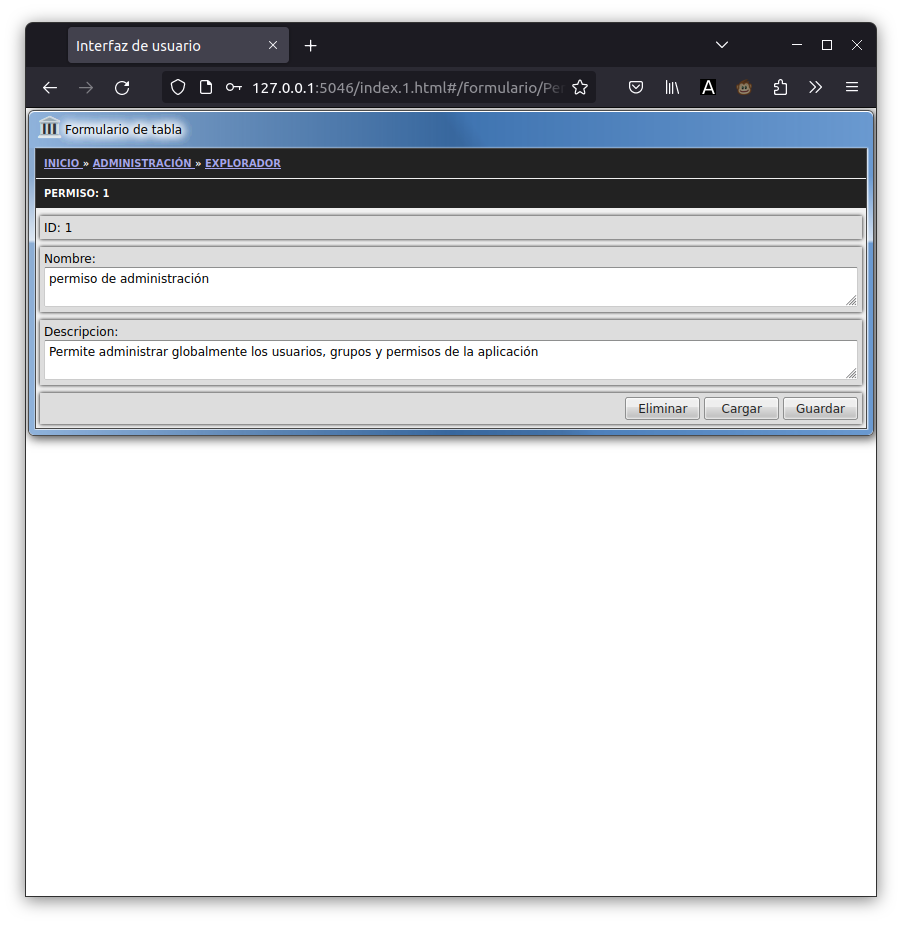 Interfaz de usuario
127.0.0.1:5046/index.1.html#/formulario/Per
A
Formulario de tabla
INICIO » ADMINISTRACIÓN » EXPLORADOR
PERMISO: 1
ID: 1
Nombre:
permiso de administración
Descripcion:
Permite administrar globalmente los usuarios, grupos y permisos de la aplicación
Eliminar Cargar Guardar